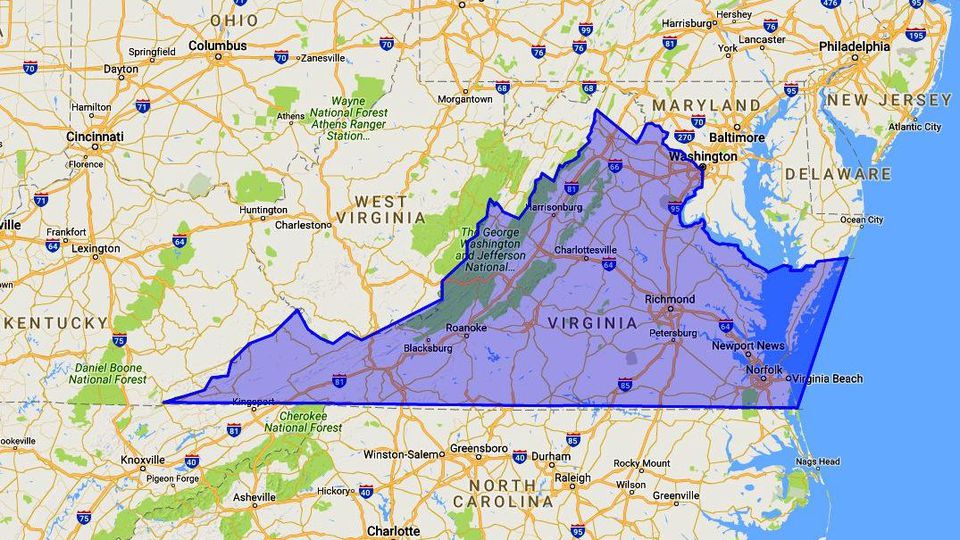 OHIO
Columbus
Springfield
Dayton
Zanesville
70
70
70
71
Hamilton
Cincinnati
Florence
Athens
Wayne
National Forest
Athens Ranger
Station...
Morgantown
68
68
76
76
99
81
Harrisburg
Hershey
Lancaster
York
476
95
195
Philadelphia
95
NEW JERSEY
Atlantic City
MARYLAND
70
270
Baltimore
Washington
DELAWARE
Ocean City
71
ville
Frankfort
64
Lexington
64
Huntington
Charleston
WEST
VIRGINIA
66
81
Harrisonburg
95
The George
Washington
and Jefferson
National...
Charlottesville
64
Richmond
VIRGINIA
Petersburg
64
Newport News
Norfolk
Virginia Beach
Roanoke
Blacksburg
81
85
KENTUCKY
75
Daniel Boone
National Forest
Kingsport
Cherokee
National Forest
81
ookeville
Knoxville
40
Pigeon Forge
75
Asheville
Hickory
40
Winston-Salem
Greensboro
40
85
Durham
Raleigh
Rocky Mount
Wilson
Greenville
Nags Head
NORTH
CAROLINA
95
Charlotte